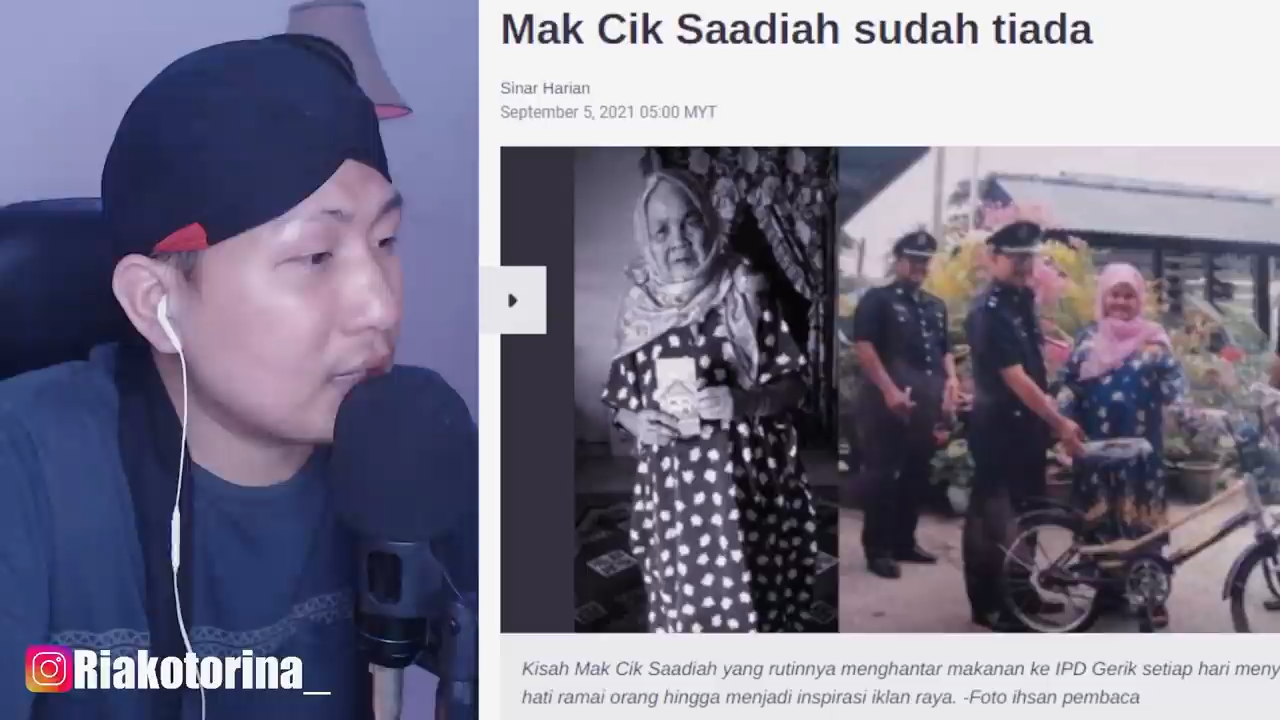 Mak Cik Saadiah sudah tiada
Sinar Harian
September 5, 2021 05:00 MYT
Kisah Mak Cik Saadiah yang rutinnya menghantar makanan ke IPD Gerik setiap hari meny
hati ramai orang hingga menjadi inspirasi iklan raya. -Foto ihsan pembaca
Riakotorina_